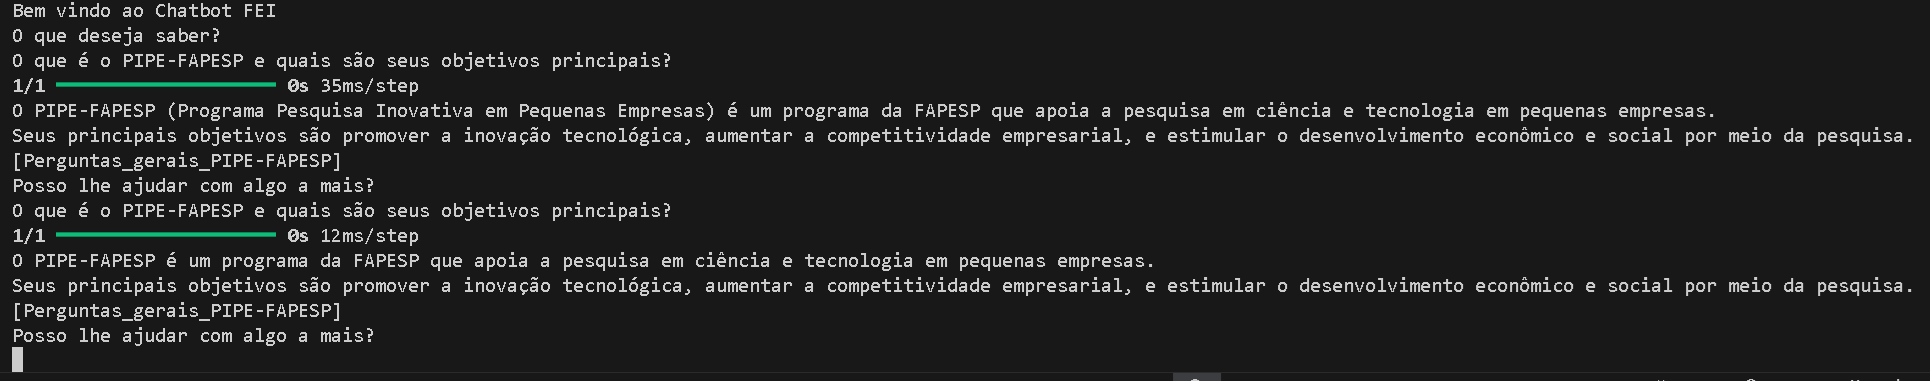 Bem vindo ao Chatbot FEI
O que deseja saber?
O que é o PIPE-FAPESP e quais são seus objetivos principais?
1/1 ━━━━━━━━━━━━━━━━━━━━ 0s 35ms/step
O PIPE-FAPESP (Programa Pesquisa Inovativa em Pequenas Empresas) é um programa da FAPESP que apoia a pesquisa em ciência e tecnologia em pequenas empresas.
Seus principais objetivos são promover a inovação tecnológica, aumentar a competitividade empresarial, e estimular o desenvolvimento econômico e social por meio da pesquisa.
[Perguntas_gerais_PIPE-FAPESP]
Posso lhe ajudar com algo a mais?
O que é o PIPE-FAPESP e quais são seus objetivos principais?
1/1 ━━━━━━━━━━━━━━━━━━━━ 0s 12ms/step
O PIPE-FAPESP é um programa da FAPESP que apoia a pesquisa em ciência e tecnologia em pequenas empresas.
Seus principais objetivos são promover a inovação tecnológica, aumentar a competitividade empresarial, e estimular o desenvolvimento econômico e social por meio da pesquisa.
[Perguntas_gerais_PIPE-FAPESP]
Posso lhe ajudar com algo a mais?